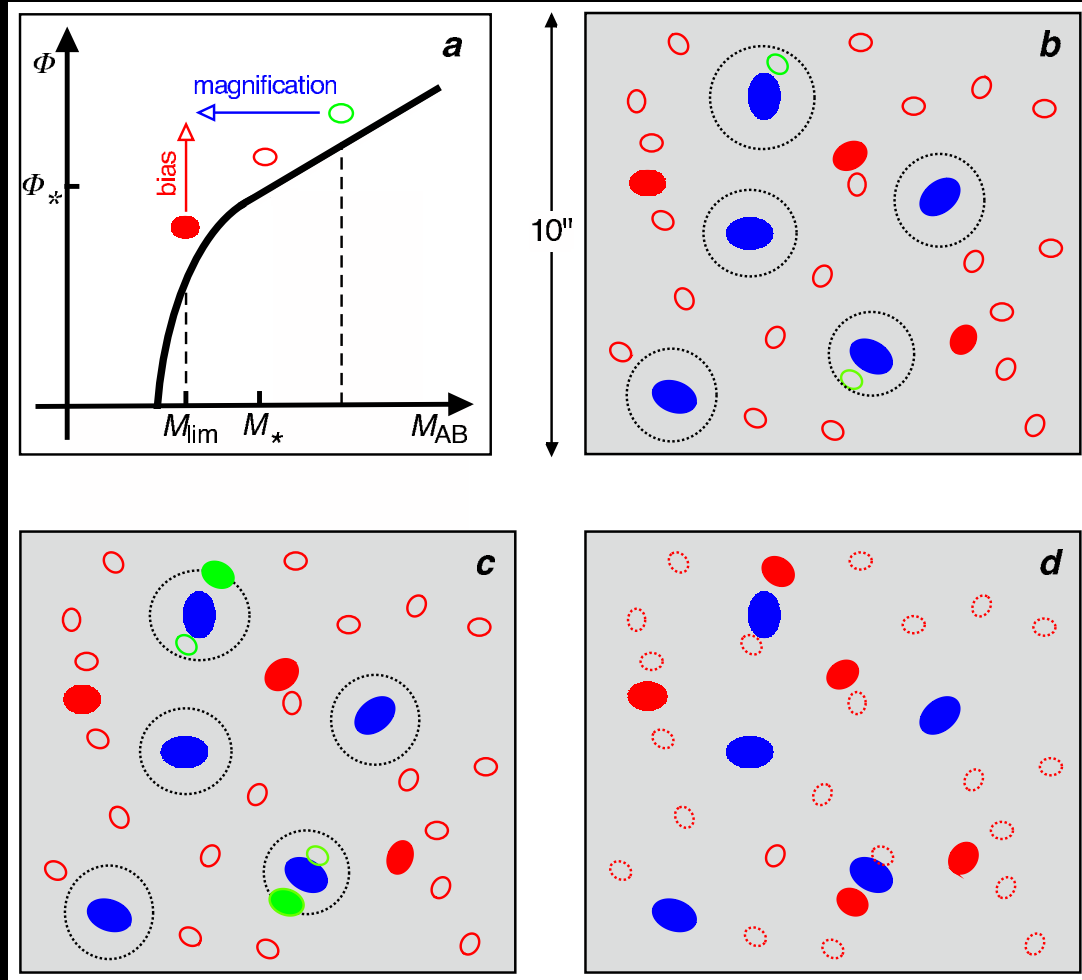 a
Φ
magnification
bias
Φ*
Mlim
M*
MAB
10"
b
c
d